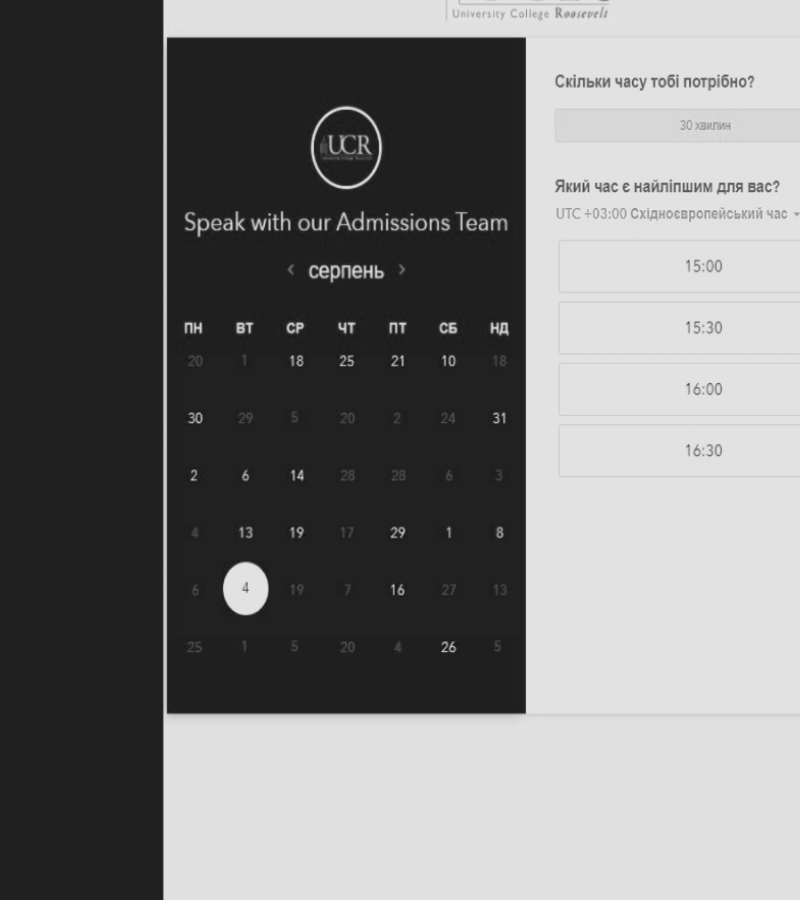 University College Roosevelt
UCR
Speak with our Admissions Team
‹ серпень ›
ПН ВТ СР ЧТ ПТ СБ НД
20 1 18 25 21 10 18
30 29 5 20 2 24 31
2 6 14 28 28 6 3
4 13 19 17 29 1 8
6 4 19 7 16 27 13
25 1 5 20 4 26 5
Скільки часу тобі потрібно?
30 хвилин
Який час є найліпшим для вас?
UTC +03:00 Східноєвропейський час
15:00
15:30
16:00
16:30